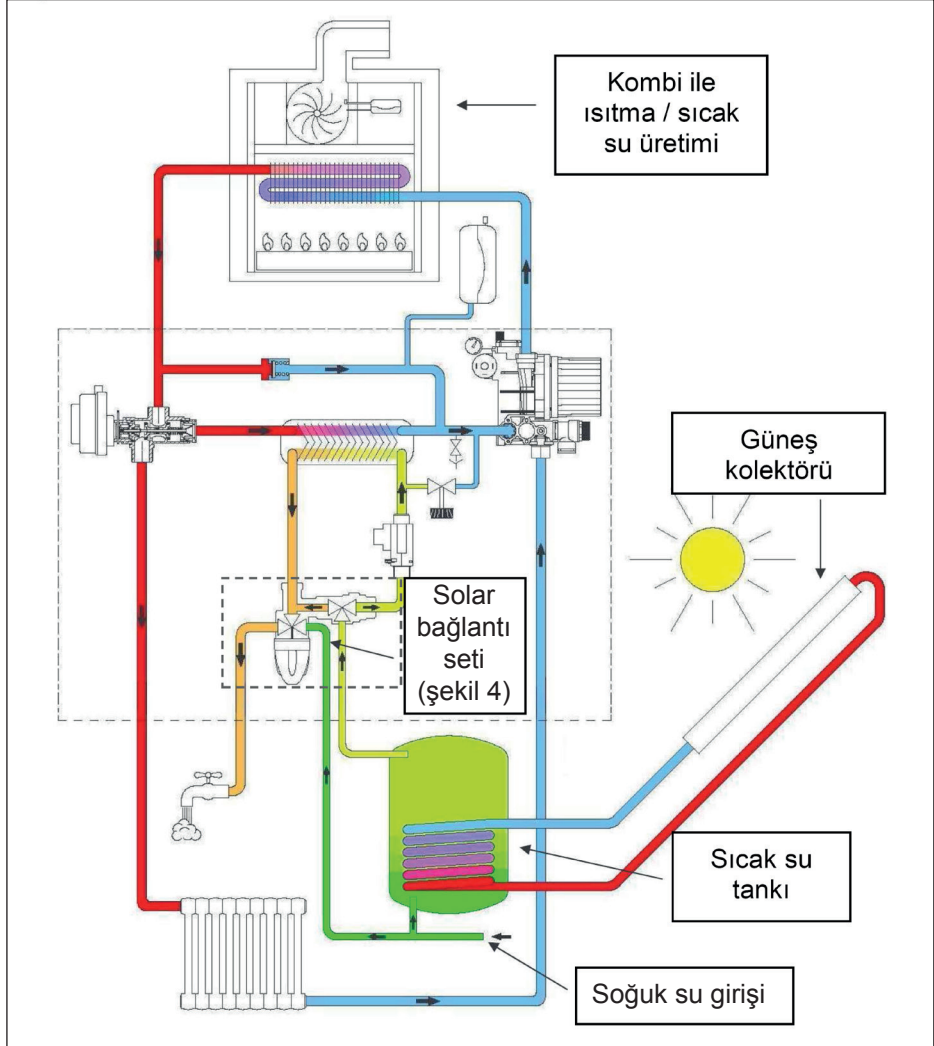 Kombi ile
ısıtma / sıcak
su üretimi
Güneş
kolektörü
Solar
bağlantı
seti
(şekil 4)
Sıcak su
tankı
Soğuk su girişi